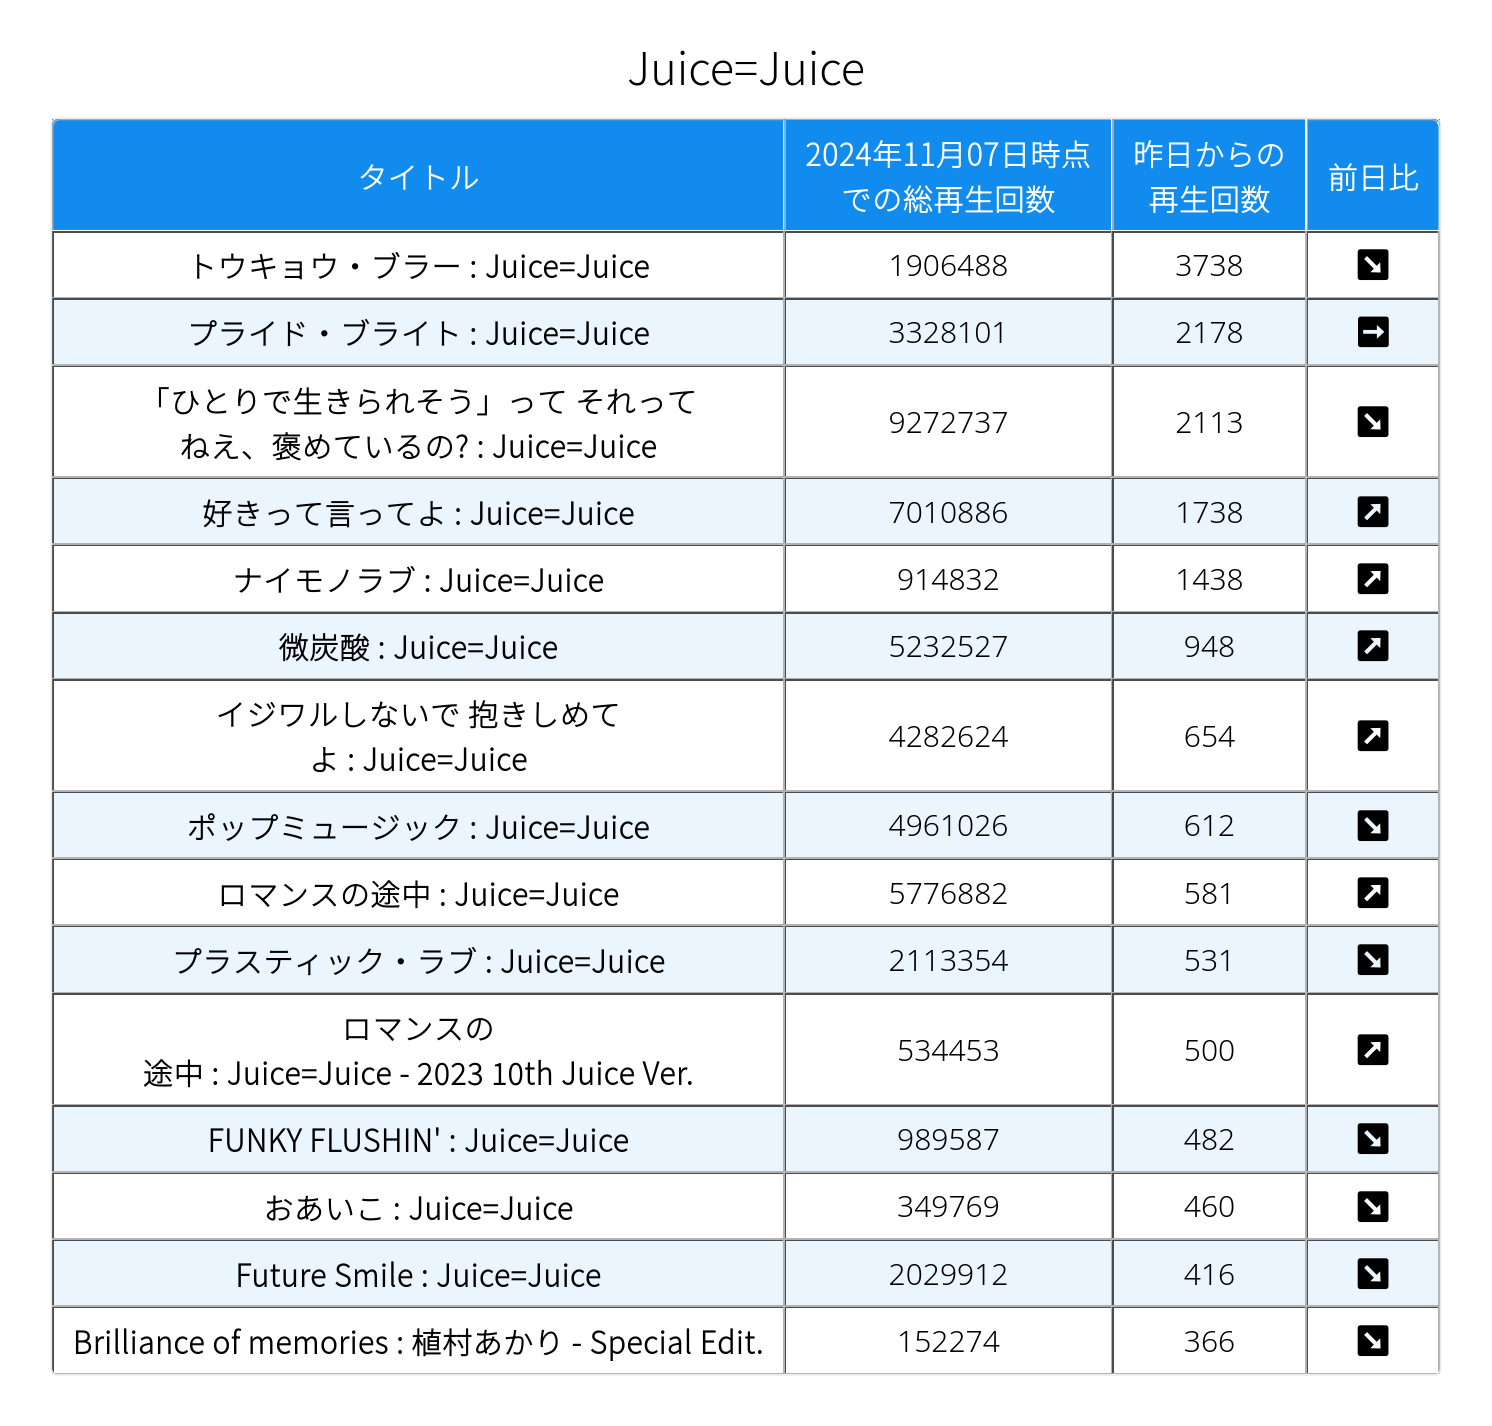 Juice=Juice
タイトル
2024年11月07日時点
での総再生回数
昨日からの
再生回数
前日比
トウキョウ・ブラー : Juice=Juice
1906488
3738
プライド・ブライト : Juice=Juice
3328101
2178
「ひとりで生きられそう」って それって
ねえ、褒めているの? : Juice=Juice
9272737
2113
好きって言ってよ : Juice=Juice
7010886
1738
ナイモノラブ : Juice=Juice
914832
1438
微炭酸 : Juice=Juice
5232527
948
イジワルしないで 抱きしめて
よ : Juice=Juice
4282624
654
ポップミュージック : Juice=Juice
4961026
612
ロマンスの途中 : Juice=Juice
5776882
581
プラスティック・ラブ : Juice=Juice
2113354
531
ロマンスの
途中 : Juice=Juice - 2023 10th Juice Ver.
534453
500
FUNKY FLUSHIN' : Juice=Juice
989587
482
おあいこ : Juice=Juice
349769
460
Future Smile : Juice=Juice
2029912
416
Brilliance of memories : 植村あかり - Special Edit.
152274
366